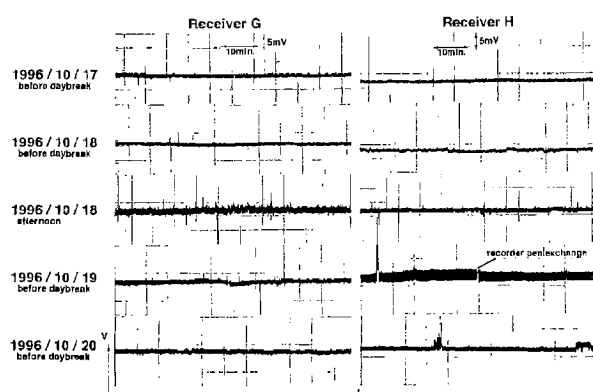 Receiver G
Receiver H
10min.
5mV
10min.
5mV
1996 / 10 / 17
before daybreak
1996 / 10 / 18
before daybreak
1996 / 10 / 18
afternoon
1996 / 10 / 19
before daybreak
recorder pen exchange
V
1996 / 10 / 20
before daybreak